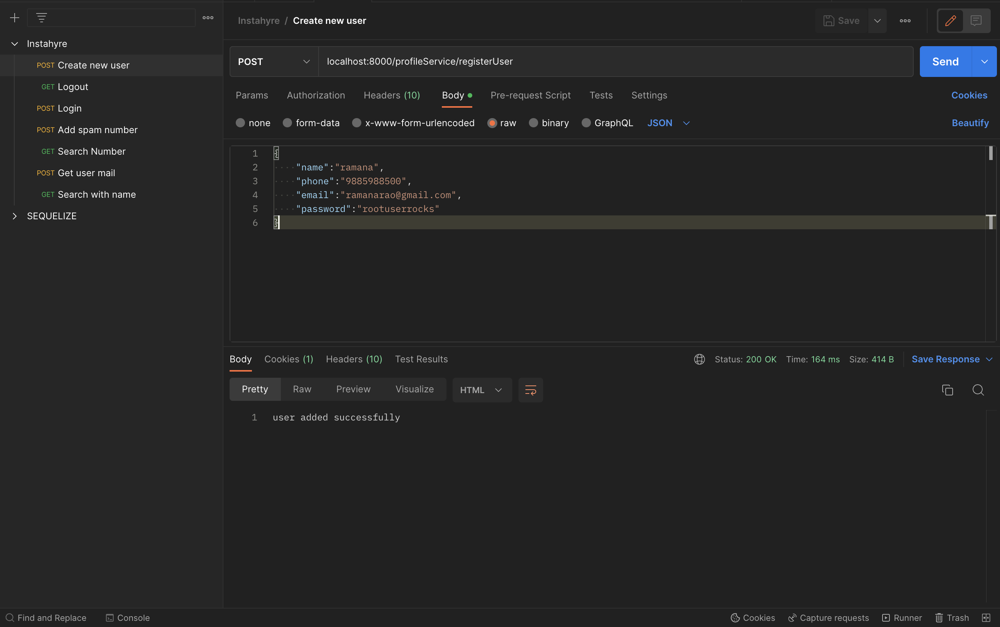 Instahyre
POST Create new user
GET Logout
POST Login
POST Add spam number
GET Search Number
POST Get user mail
GET Search with name
SEQUELIZE
Instahyre / Create new user
Save
POST
localhost:8000/profileService/registerUser
Send
Params Authorization Headers (10) Body Pre-request Script Tests Settings Cookies
none form-data x-www-form-urlencoded raw binary GraphQL JSON Beautify
1 {
2 "name":"ramana",
3 "phone":"9885988500",
4 "email":"ramanarao@gmail.com",
5 "password":"rootuserrocks"
6 }
Body Cookies (1) Headers (10) Test Results Status: 200 OK Time: 164 ms Size: 414 B Save Response
Pretty Raw Preview Visualize HTML
1 user added successfully
Find and Replace Console Cookies Capture requests Runner Trash